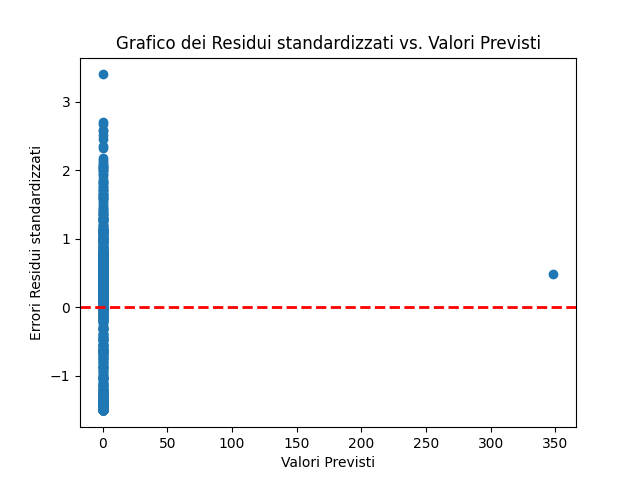 Grafico dei Residui standardizzati vs. Valori Previsti
Errori Residui standardizzati
3
2
1
0
−1
0 50 100 150 200 250 300 350
Valori Previsti